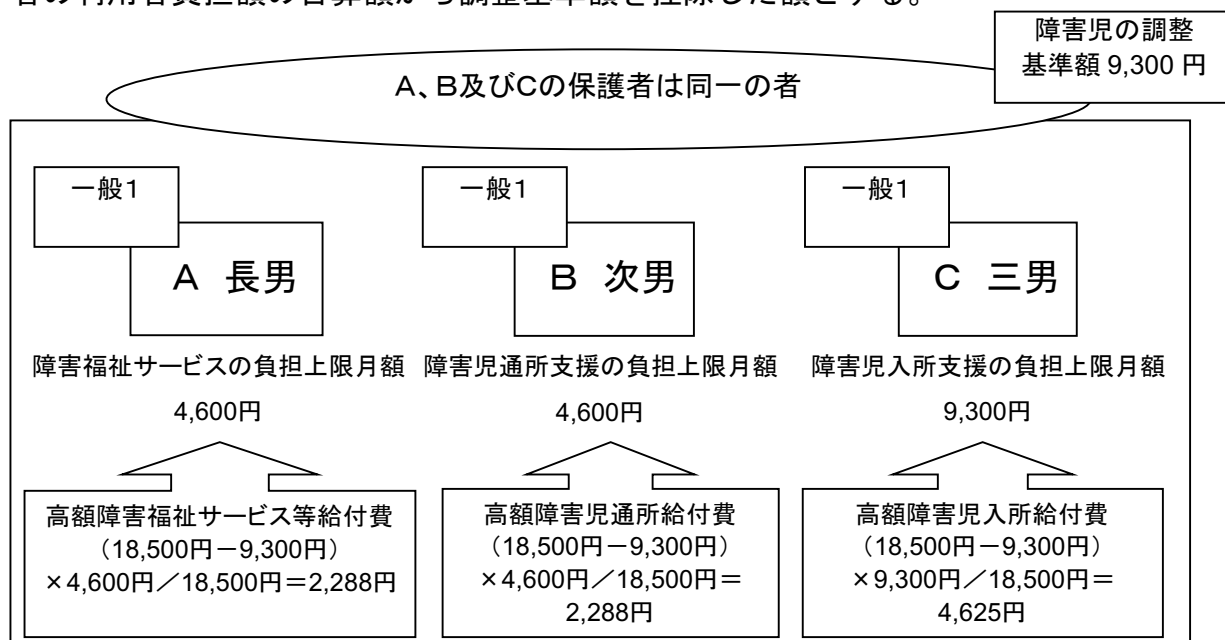 者の利用者負担額の合算額から調整基準額を控除した額とする。
障害児の調整
基準額 9,300 円
A、B及びCの保護者は同一の者
一般1
A 長男
障害福祉サービスの負担上限月額
4,600円
高額障害福祉サービス等給付費
（18,500円－9,300円）
×4,600円／18,500円＝2,288円
一般1
B 次男
障害児通所支援の負担上限月額
4,600円
高額障害児通所給付費
（18,500円－9,300円）
×4,600円／18,500円＝
2,288円
一般1
C 三男
障害児入所支援の負担上限月額
9,300円
高額障害児入所給付費
（18,500円－9,300円）
×9,300円／18,500円＝
4,625円